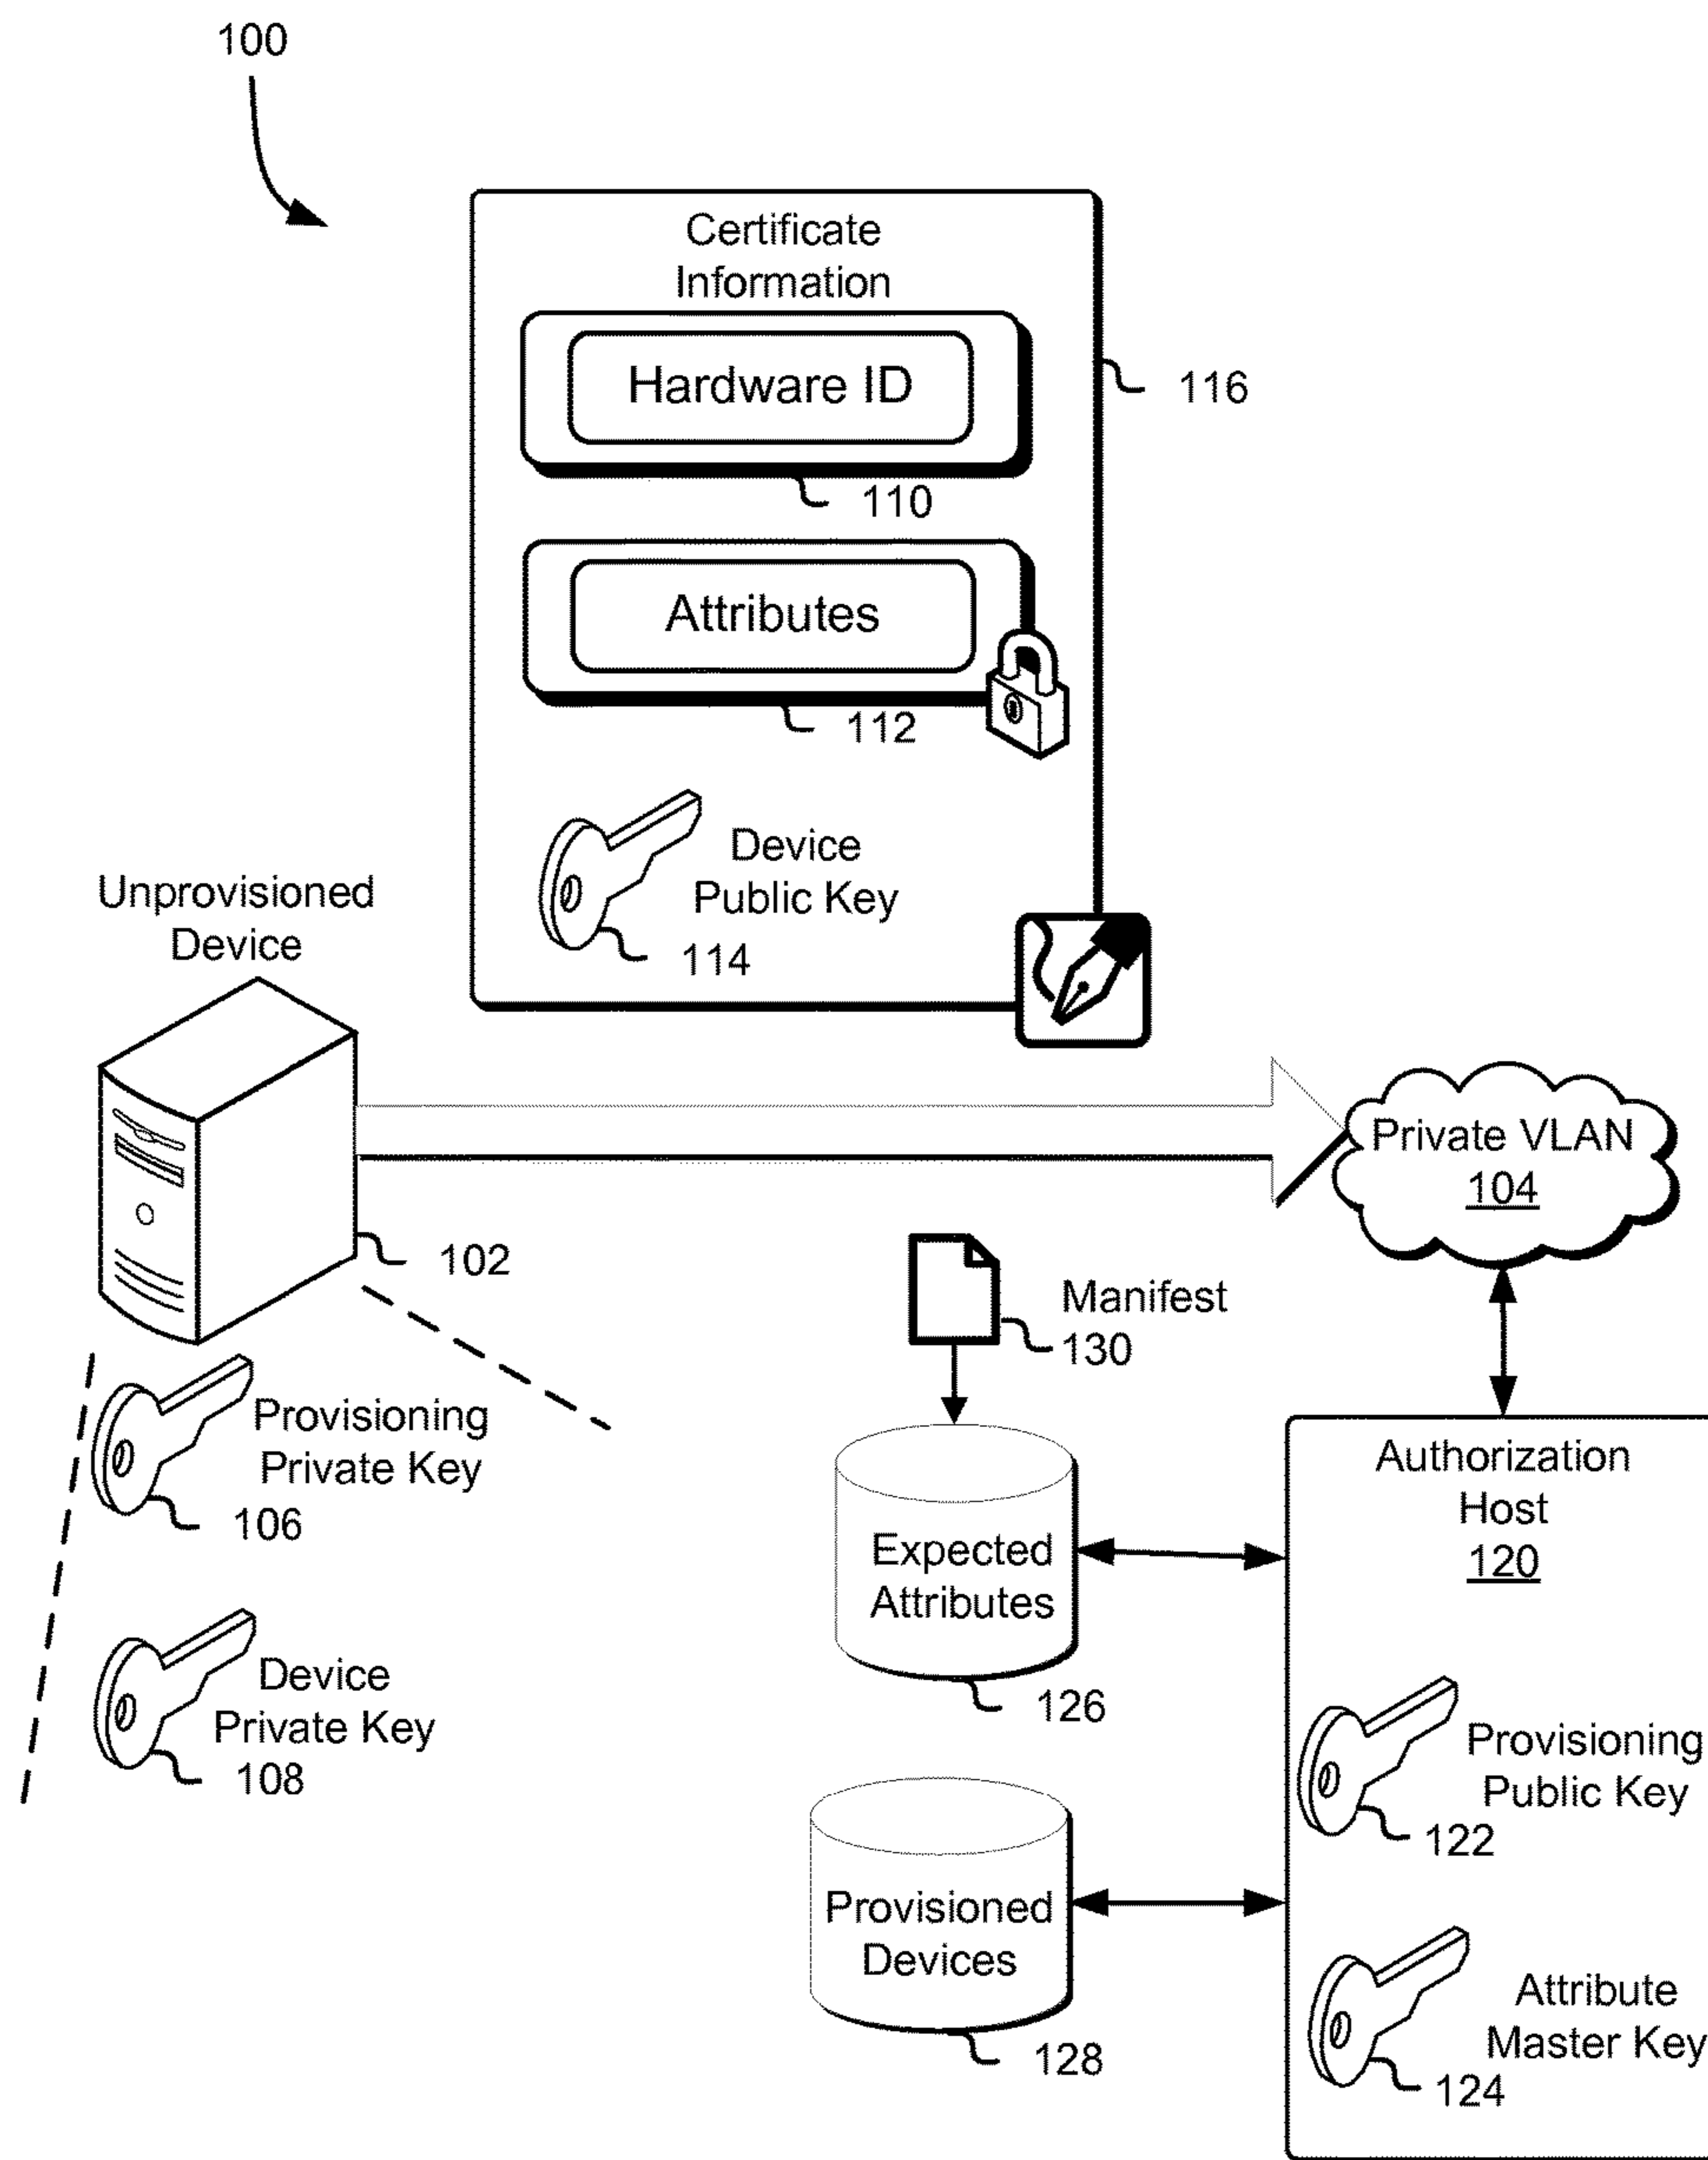 100
Certificate
Information
Hardware ID
116
110
Attributes
112
Device
Public Key
114
Unprovisioned
Device
Private VLAN
104
102
Manifest
130
Provisioning
Private Key
106
Authorization
Host
120
Expected
Attributes
126
Device
Private Key
108
Provisioning
Public Key
122
Provisioned
Devices
128
Attribute
Master Key
124